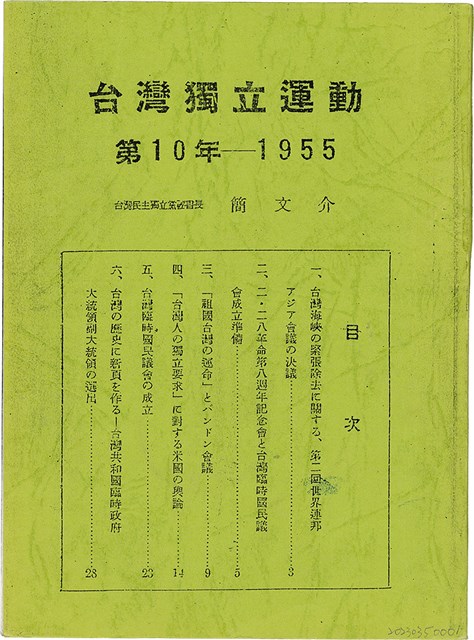 台灣獨立運動
第10年—1955
台灣民主獨立黨秘書長 簡文介
目次
一、台灣海峡の緊張除去に關する、第二回世界連邦
アジア會議の決議……………3
二、二・二八革命第八週年記念會と台灣臨時國民議
會成立準備……………5
三、「祖國台灣の運命」とバンドン會議……………9
四、「台灣人の獨立要求」に對する米國の輿論……………14
五、台灣臨時國民議會の成立……………23
六、台灣の歷史に新頁を作る—台灣共和國臨時政府
大統領副大統領の選出……………28